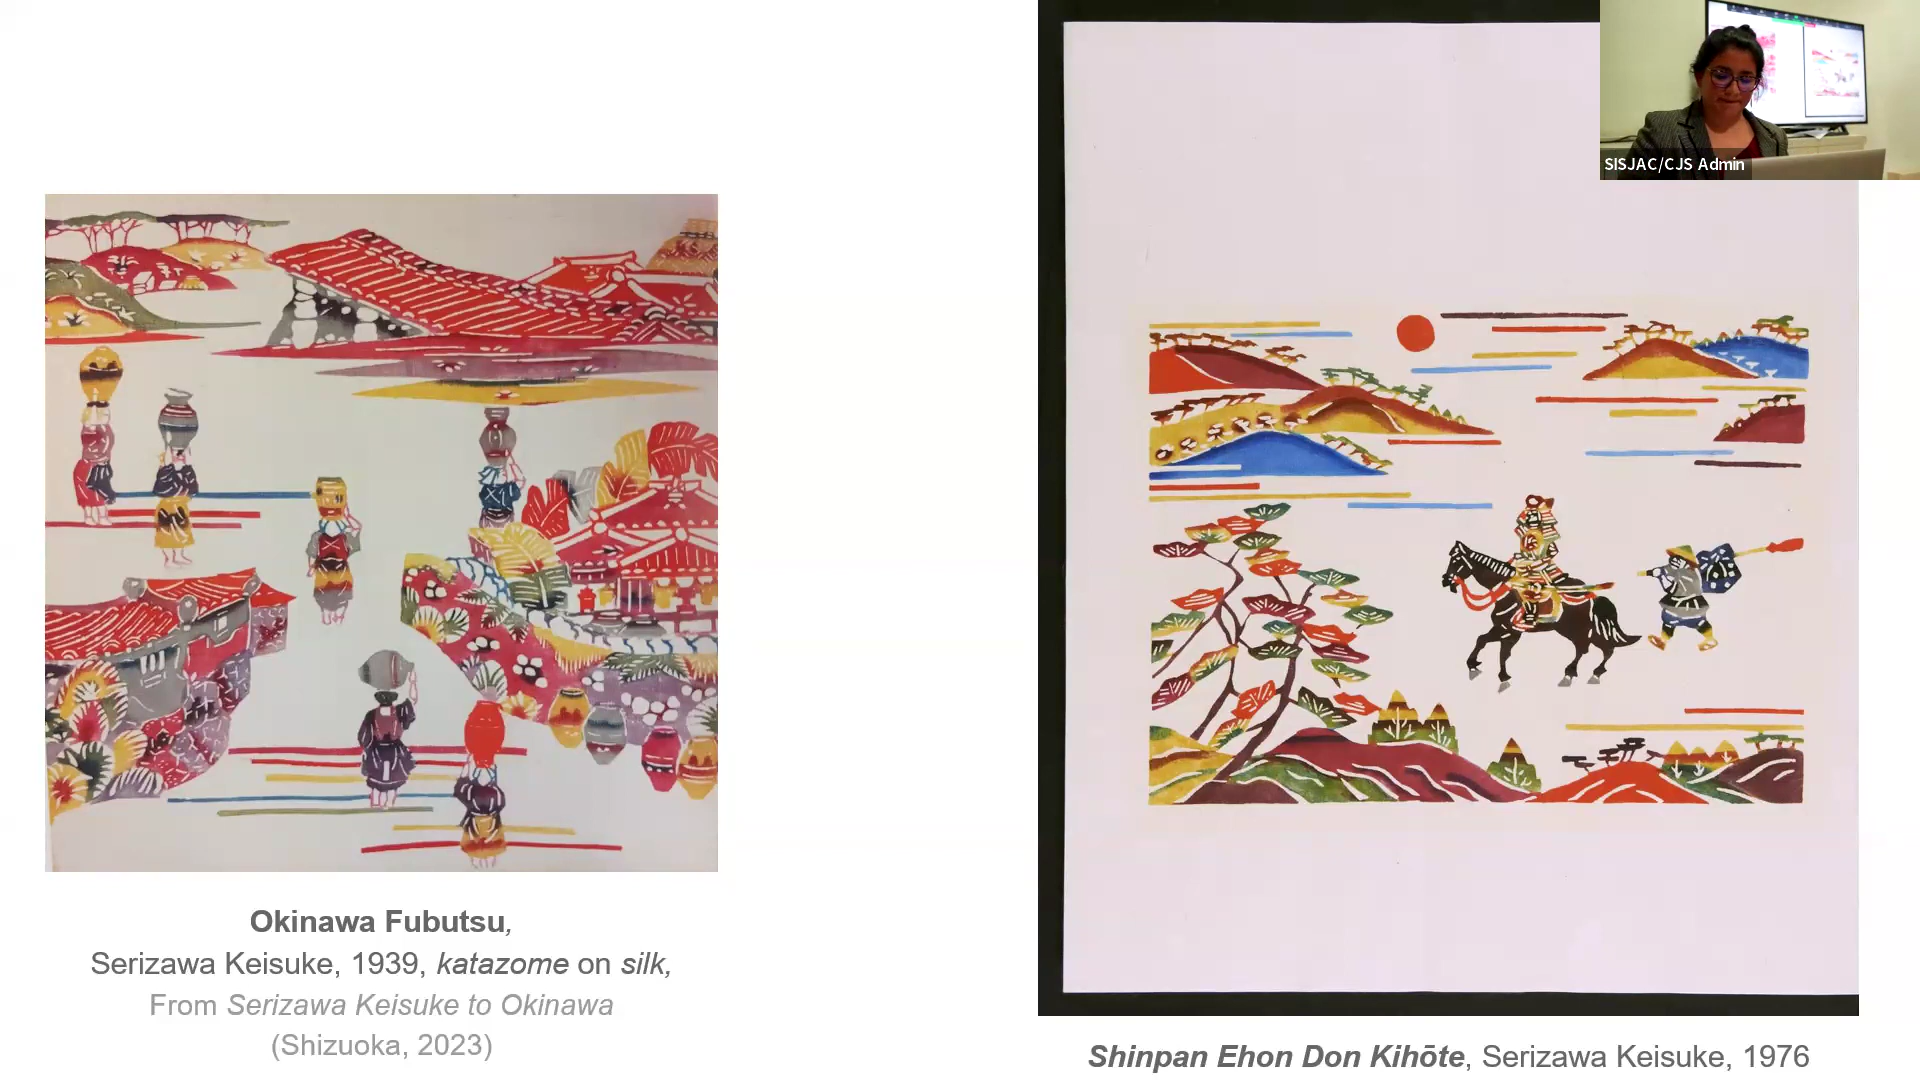 SISJAC/CJS Admin
Okinawa Fubutsu,
Serizawa Keisuke, 1939, katazome on silk,
From Serizawa Keisuke to Okinawa
(Shizuoka, 2023)
Shinpan Ehon Don Kihōte, Serizawa Keisuke, 1976